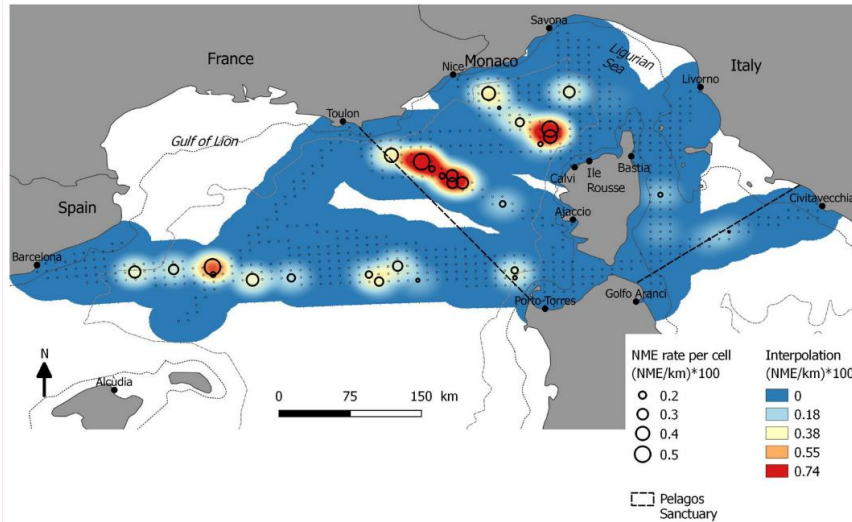 Savona
France
Monaco
Ligurian
Sea
Italy
Nice
Livorno
Toulon
Gulf of Lion
Calvi
Ile
Rousse
Bastia
Spain
Ajaccio
Civitavecchia
Barcelona
Porto-Torres
Golfo Aranci
N
Alcudia
0 75 150 km
NME rate per cell
(NME/km)*100
0.2
0.3
0.4
0.5
Interpolation
(NME/km)*100
0
0.18
0.38
0.55
0.74
Pelagos
Sanctuary